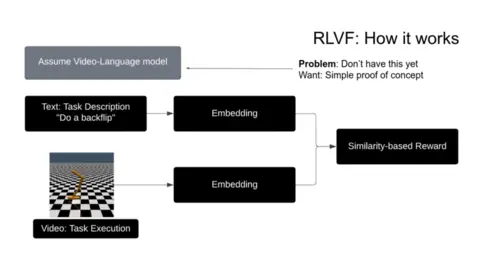 RLVF: How it works
Assume Video-Language model
Problem: Don't have this yet
Want: Simple proof of concept
Text: Task Description
"Do a backflip"
Embedding
Similarity-based Reward
Embedding
Video: Task Execution